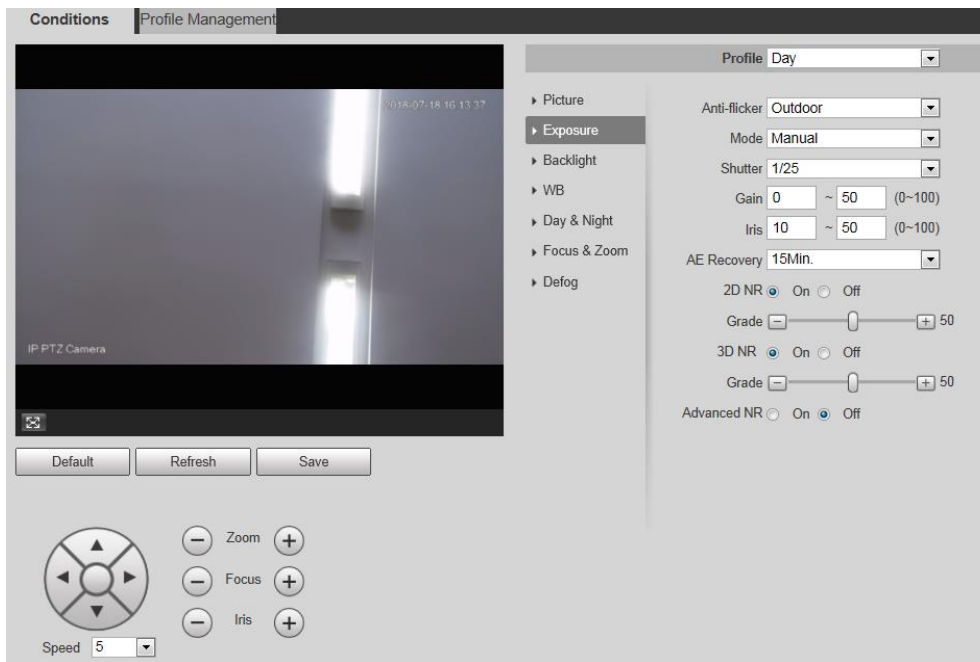 Conditions Profile Management
2018-07-18 16 13 37
IP PTZ Camera
Default Refresh Save
Zoom
Focus
Iris
Speed 5
Profile Day
Picture
Exposure
Backlight
WB
Day & Night
Focus & Zoom
Defog
Anti-flicker Outdoor
Mode Manual
Shutter 1/25
Gain 0 ~ 50 (0~100)
Iris 10 ~ 50 (0~100)
AE Recovery 15Min.
2D NR On Off
Grade 50
3D NR On Off
Grade 50
Advanced NR On Off